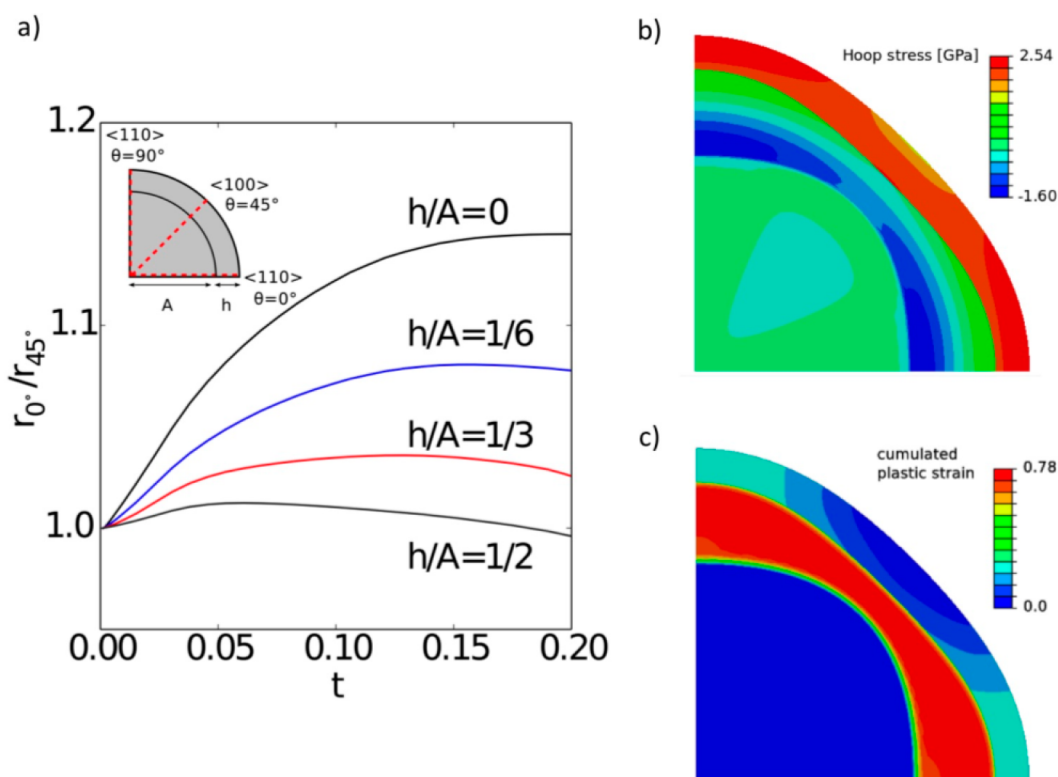 a)
1.2
1.1
1.0
r0°/r45°
<110>
θ=90°
<100>
θ=45°
<110>
θ=0°
A
h
h/A=0
h/A=1/6
h/A=1/3
h/A=1/2
0.00 0.05 0.10 0.15 0.20
t
b)
Hoop stress [GPa]
2.54
-1.60
c)
cumulated
plastic strain
0.78
0.0